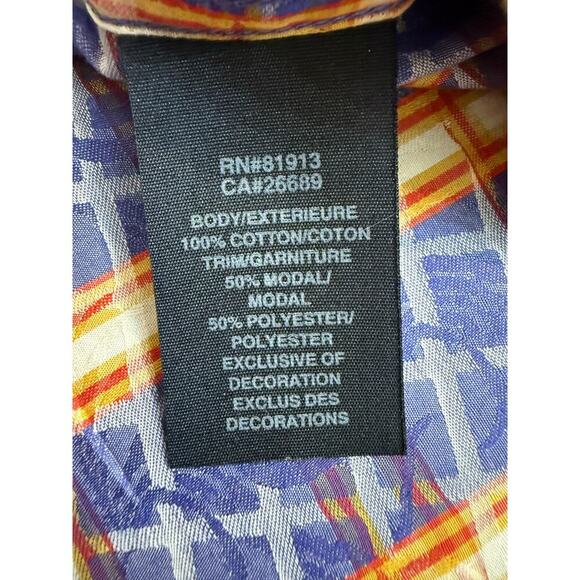 RN#81913
CA#26689
BODY/EXTERIEURE
100% COTTON/COTON
TRIM/GARNITURE
50% MODAL/
MODAL
50% POLYESTER/
POLYESTER
EXCLUSIVE OF
DECORATION
EXCLUS DES
DECORATIONS